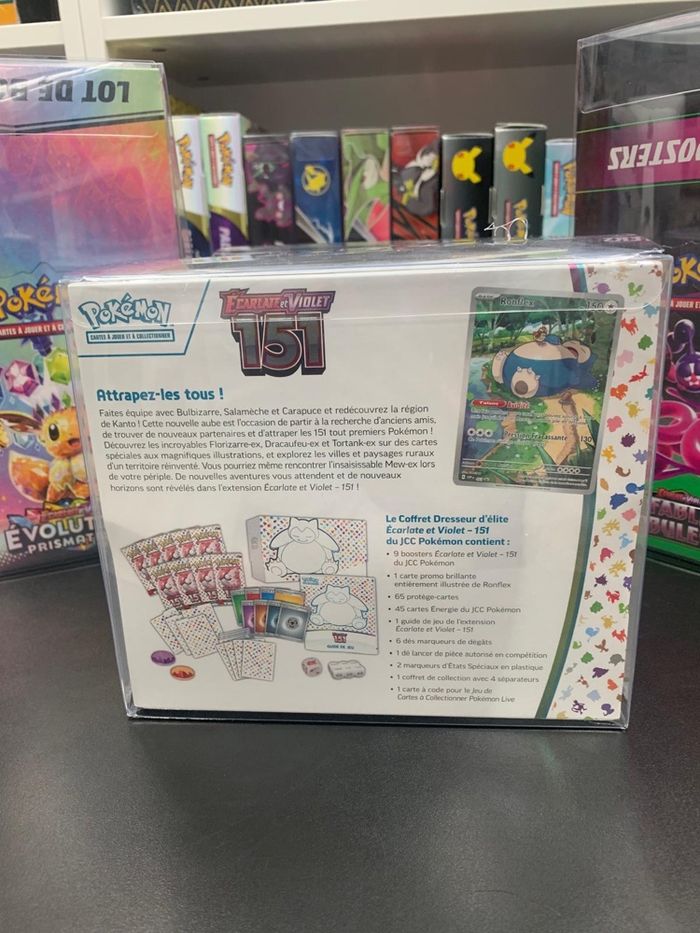 LOT DE
OSTERS
POKÉMON
CARTES À JOUER ET À COLLECTIONNER
ÉCARLATE et VIOLET
151
Ronflex
150
Attrapez-les tous !
Faites équipe avec Bulbizarre, Salamèche et Carapuce et redécouvrez la région
de Kanto ! Cette nouvelle aube est l'occasion de partir à la recherche d'anciens amis,
de trouver de nouveaux partenaires et d'attraper les 151 tout premiers Pokémon !
Découvrez les incroyables Florizarre-ex, Dracaufeu-ex et Tortank-ex sur des cartes
spéciales aux magnifiques illustrations, et explorez les villes et paysages ruraux
d'un territoire réinventé. Vous pourriez même rencontrer l'insaisissable Mew-ex lors
de votre périple. De nouvelles aventures vous attendent et de nouveaux
horizons sont révélés dans l'extension Écarlate et Violet – 151 !
Talent Avidité
Pression Fracassante 130
Le Coffret Dresseur d'élite
Écarlate et Violet – 151
du JCC Pokémon contient :
• 9 boosters Écarlate et Violet – 151
du JCC Pokémon
• 1 carte promo brillante
entièrement illustrée de Ronflex
• 65 protège-cartes
• 45 cartes Énergie du JCC Pokémon
• 1 guide de jeu de l'extension
Écarlate et Violet – 151
• 6 dés marqueurs de dégâts
• 1 dé lancer de pièce autorisé en compétition
• 2 marqueurs d'États Spéciaux en plastique
• 1 coffret de collection avec 4 séparateurs
• 1 carte à code pour le Jeu de
Cartes à Collectionner Pokémon Live
151
GUIDE DE JEU
Poké
ÉVOLUT
PRISMAT